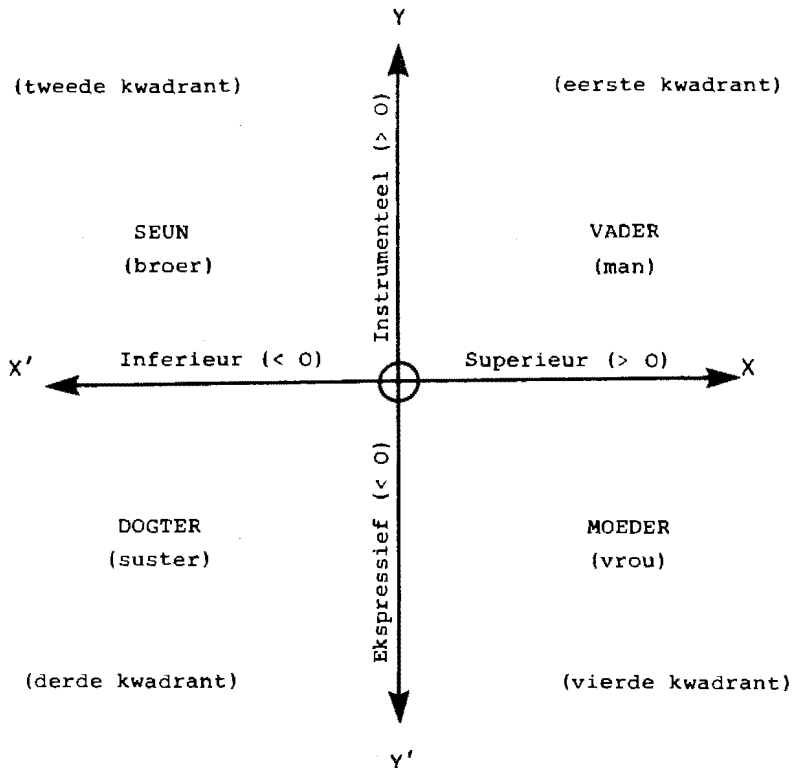 Y
(tweede kwadrant)
(eerste kwadrant)
Instrumenteel (> 0)
SEUN
(broer)
VADER
(man)
X'
Inferieur (< 0)
Superieur (> 0)
X
Ekspressief (< 0)
DOGTER
(suster)
MOEDER
(vrou)
(derde kwadrant)
(vierde kwadrant)
Y'